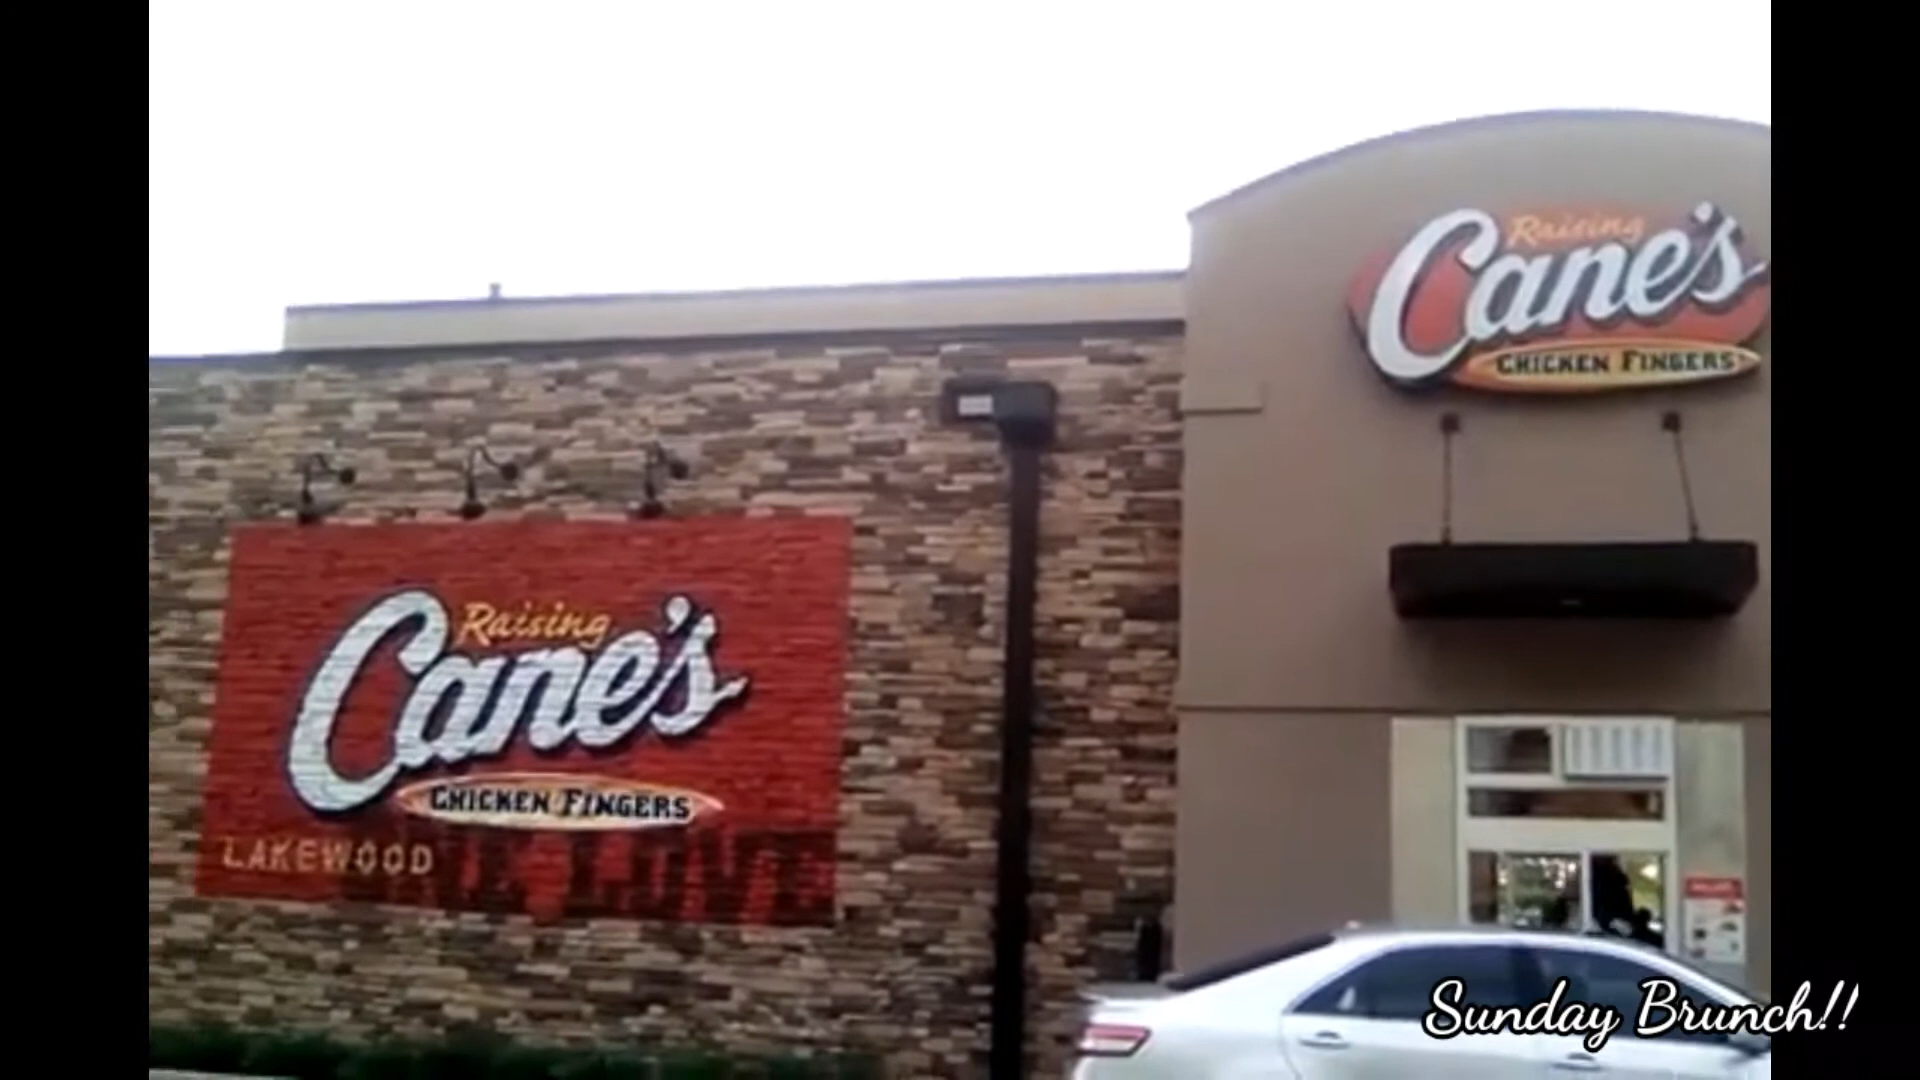 Raising
Cane's
CHICKEN FINGERS
Raising
Cane's
CHICKEN FINGERS
LAKEWOOD
Sunday Brunch!!